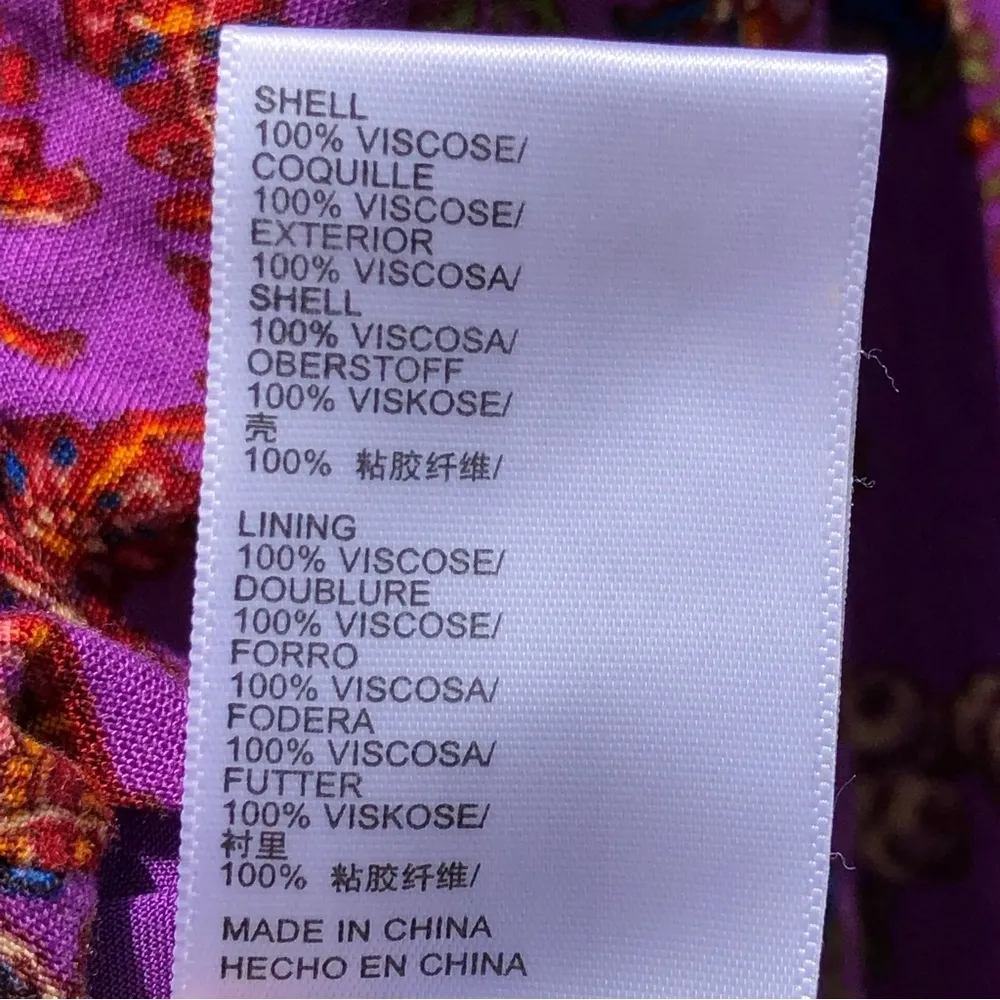 SHELL
100% VISCOSE/
COQUILLE
100% VISCOSE/
EXTERIOR
100% VISCOSA/
SHELL
100% VISCOSA/
OBERSTOFF
100% VISKOSE/
壳
100% 粘胶纤维/
LINING
100% VISCOSE/
DOUBLURE
100% VISCOSE/
FORRO
100% VISCOSA/
FODERA
100% VISCOSA/
FUTTER
100% VISKOSE/
衬里
100% 粘胶纤维/
MADE IN CHINA
HECHO EN CHINA